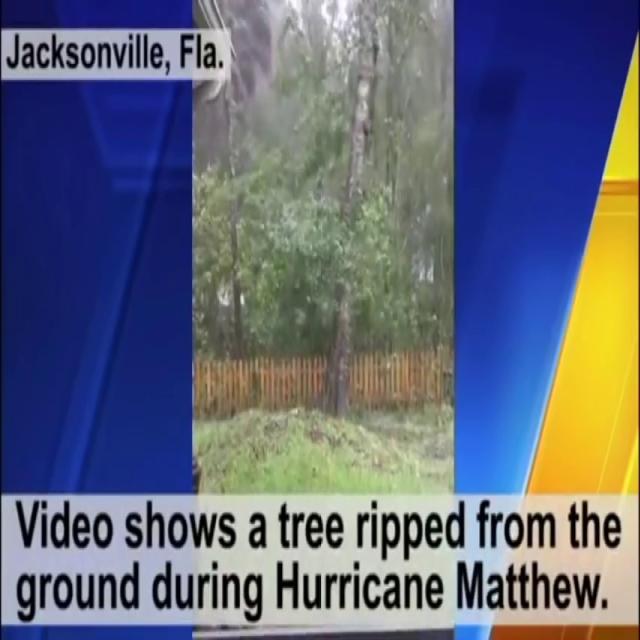 Jacksonville, Fla.
Video shows a tree ripped from the
ground during Hurricane Matthew.